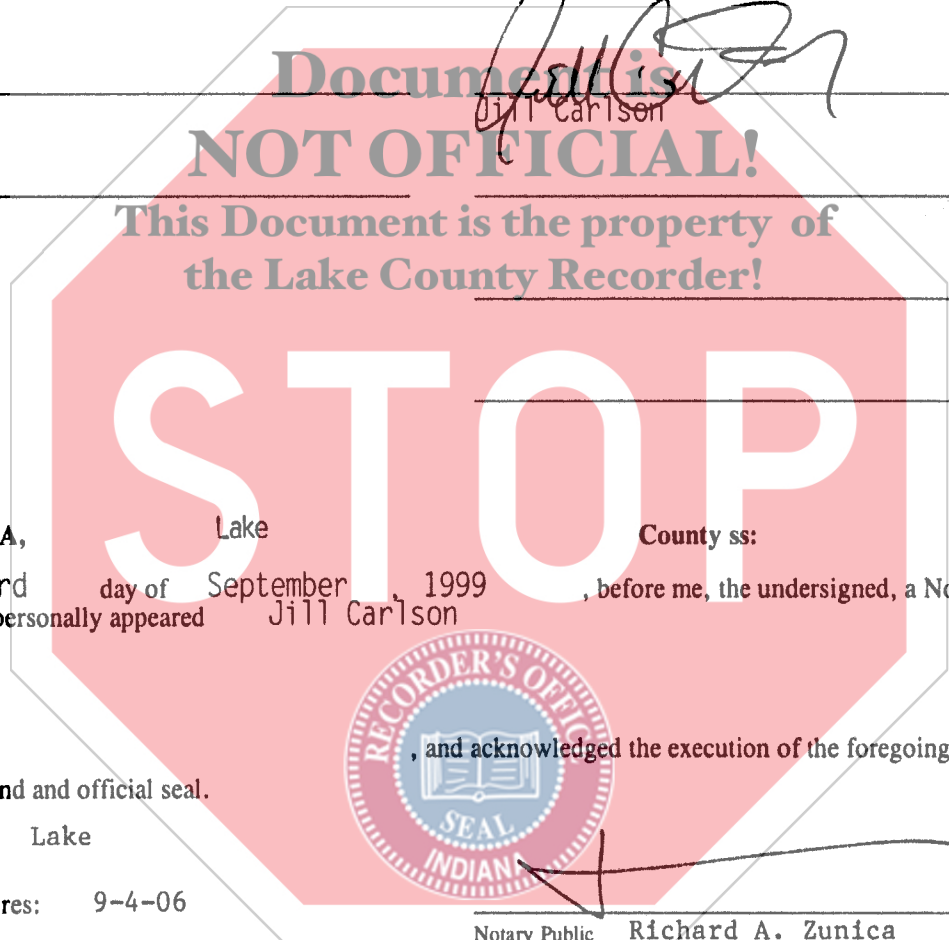 Document is
Jill Carlson
NOT OFFICIAL!
This Document is the property of
the Lake County Recorder!
STOP
A, Lake County ss:
rd day of September, 1999, before me, the undersigned, a No
personally appeared Jill Carlson
RECORDER'S OFFICE
, and acknowledged the execution of the foregoing
nd and official seal.
SEAL
Lake
INDIANA
res: 9-4-06
Notary Public Richard A. Zunica